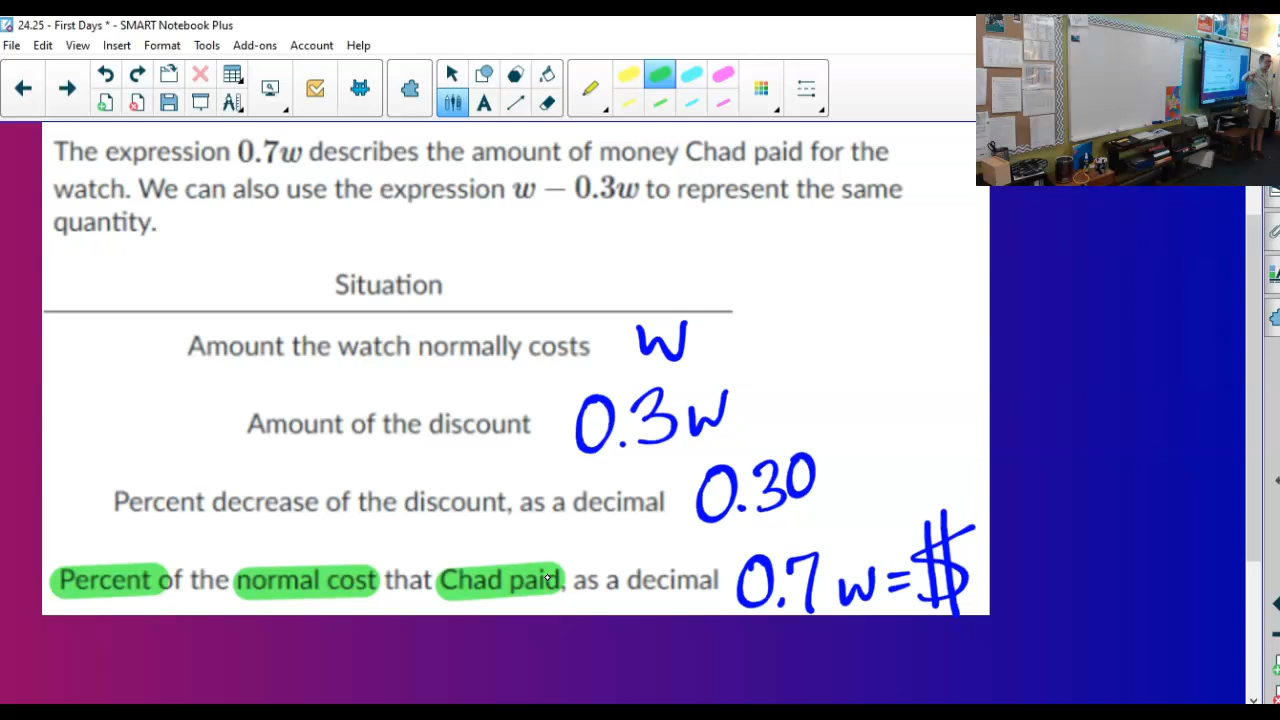 24.25 - First Days * - SMART Notebook Plus
File Edit View Insert Format Tools Add-ons Account Help
The expression 0.7w describes the amount of money Chad paid for the
watch. We can also use the expression w − 0.3w to represent the same
quantity.
Situation
Amount the watch normally costs w
Amount of the discount 0.3w
Percent decrease of the discount, as a decimal 0.30
Percent of the normal cost that Chad paid, as a decimal 0.7 w = $